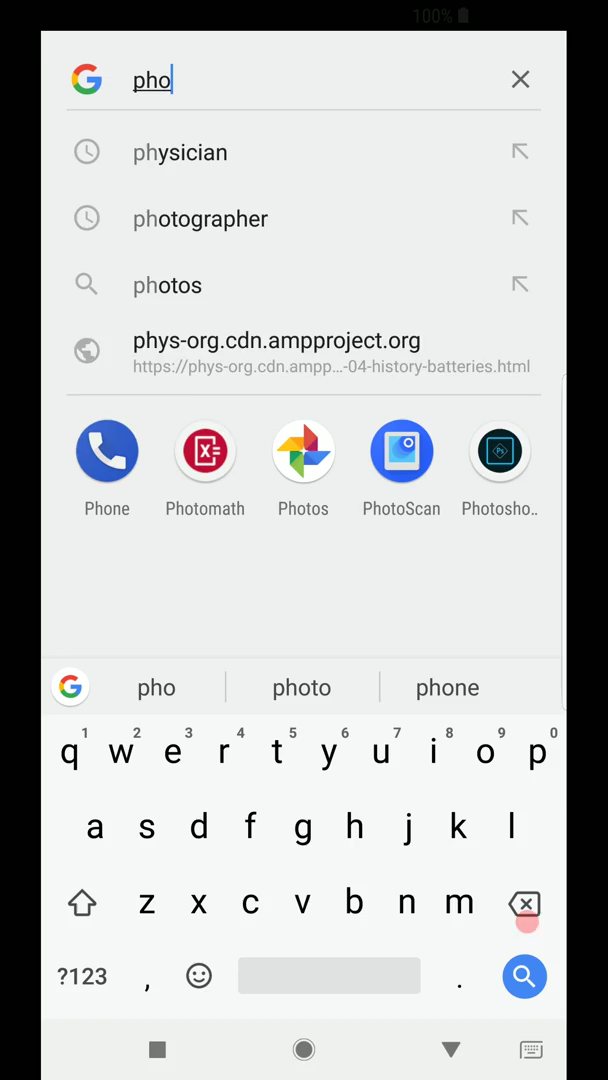 100%
pho
physician
photographer
photos
phys-org.cdn.ampproject.org
https://phys-org.cdn.ampp...-04-history-batteries.html
Phone Photomath Photos PhotoScan Photosho..
pho photo phone
1 2 3 4 5 6 7 8 9 0
q w e r t y u i o p
a s d f g h j k l
z x c v b n m
?123 , .